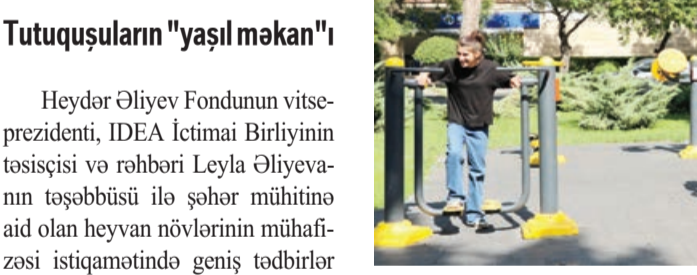 Tutuquşuların "yaşıl məkan"ı
Heydər Əliyev Fondunun vitse-
prezidenti, IDEA İctimai Birliyinin
təsisçisi və rəhbəri Leyla Əliyeva-
nın təşəbbüsü ilə şəhər mühitinə
aid olan heyvan növlərinin mühafi-
zəsi istiqamətində geniş tədbirlər